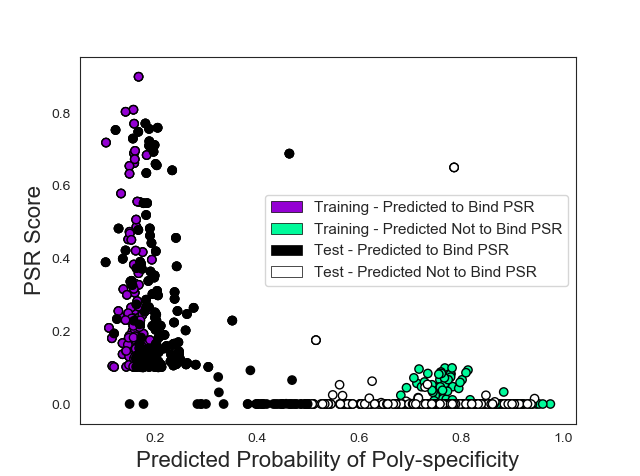 PSR Score
0.8
0.6
0.4
0.2
0.0
Training - Predicted to Bind PSR
Training - Predicted Not to Bind PSR
Test - Predicted to Bind PSR
Test - Predicted Not to Bind PSR
0.2 0.4 0.6 0.8 1.0
Predicted Probability of Poly-specificity